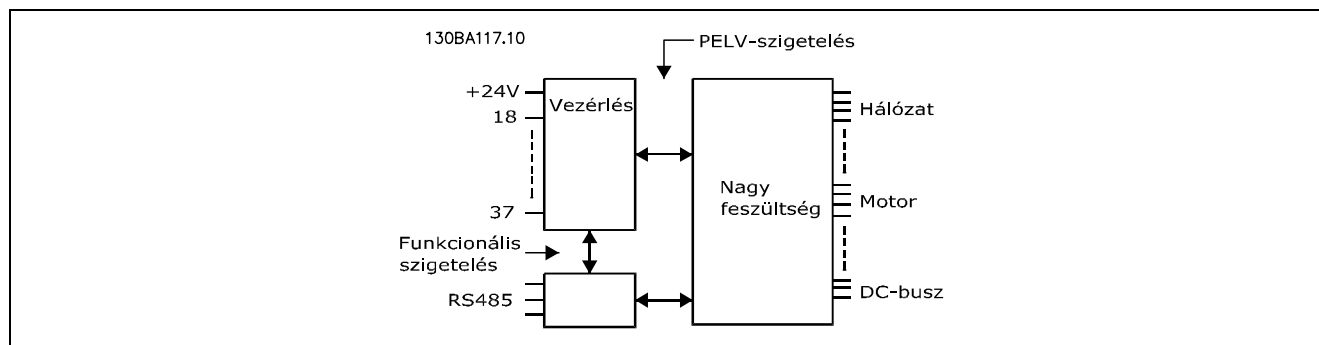 130BA117.10
PELV-szigetelés
+24V
Vezérlés
18
Hálózat
Nagy
feszültség
Motor
37
Funkcionális
szigetelés
RS485
DC-busz